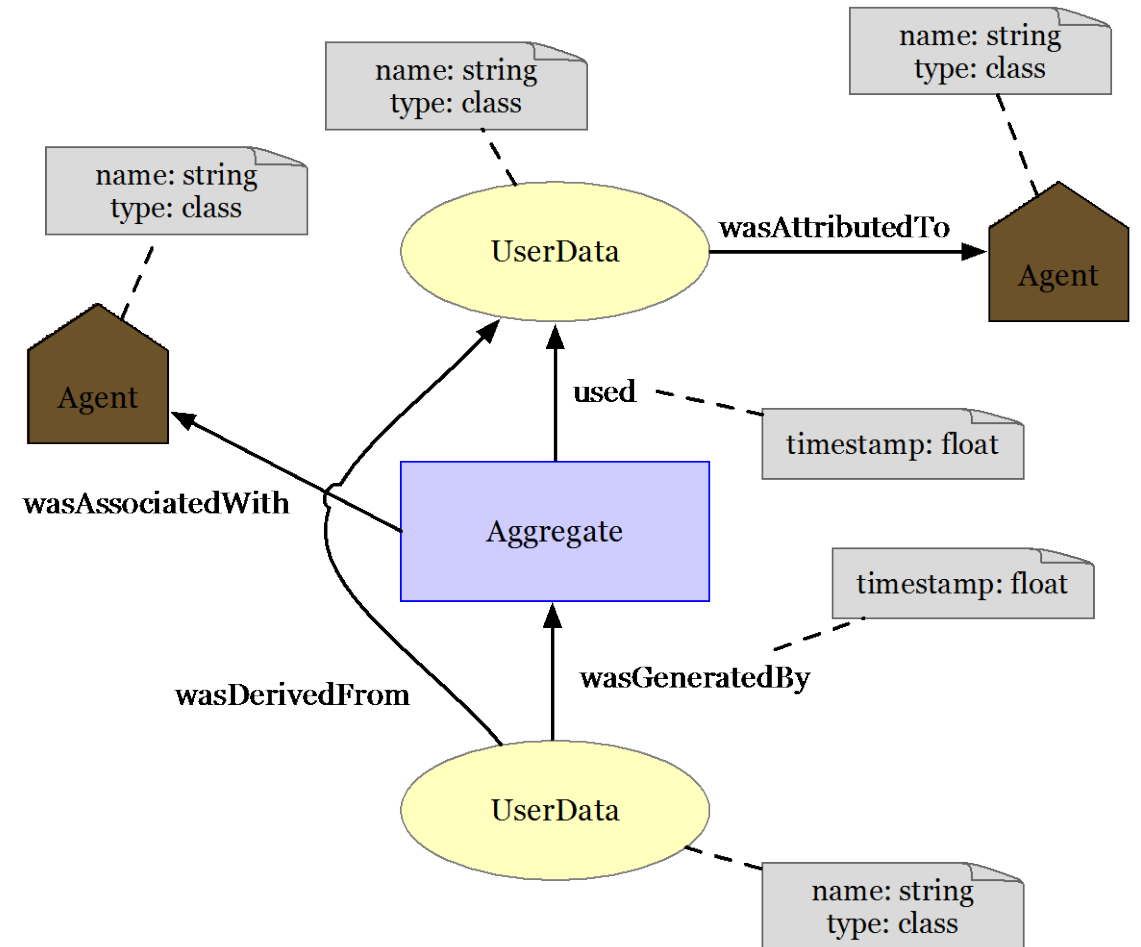 name: string
type: class
name: string
type: class
name: string
type: class
UserData
wasAttributedTo
Agent
Agent
used
timestamp: float
wasAssociatedWith
Aggregate
timestamp: float
wasDerivedFrom
wasGeneratedBy
UserData
name: string
type: class